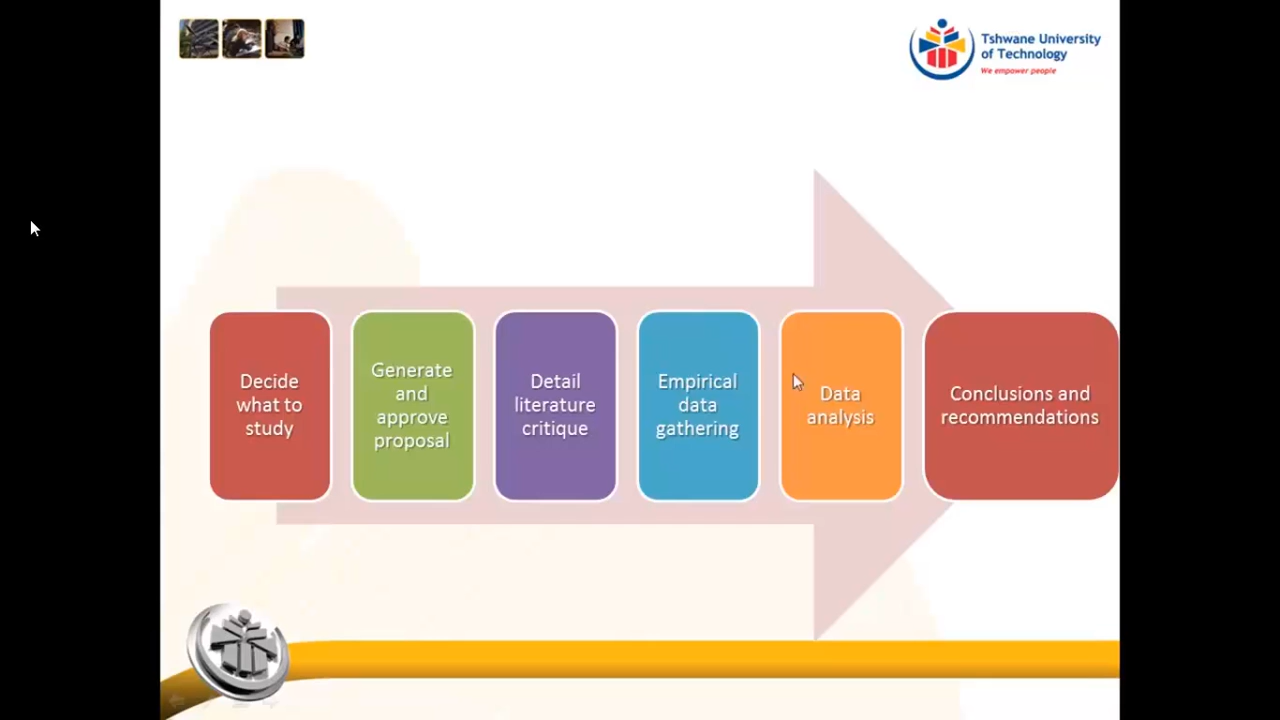 Tshwane University
of Technology
We empower people
Decide
what to
study
Generate
and
approve
proposal
Detail
literature
critique
Empirical
data
gathering
Data
analysis
Conclusions and
recommendations